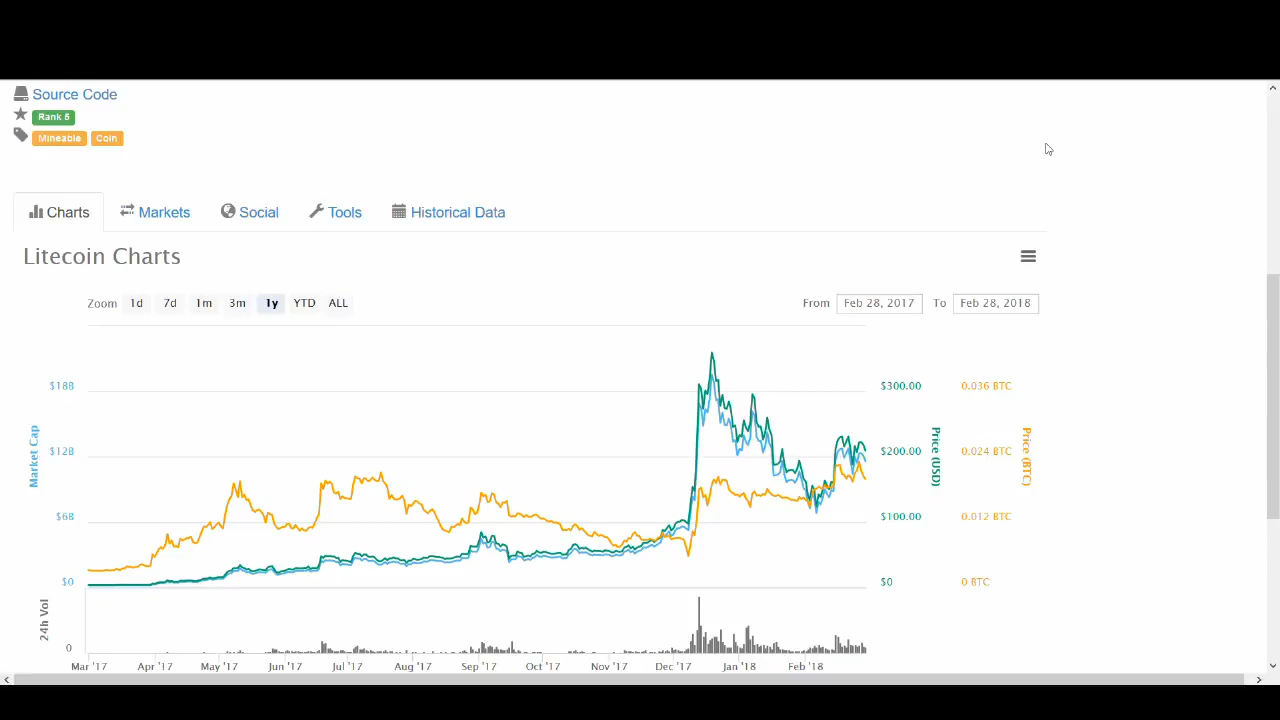 Source Code
Rank 5
Mineable Coin
Charts Markets Social Tools Historical Data
Litecoin Charts
Zoom 1d 7d 1m 3m 1y YTD ALL From Feb 28, 2017 To Feb 28, 2018
$18B $300.00 0.036 BTC
$12B $200.00 0.024 BTC
$6B $100.00 0.012 BTC
$0 $0 0 BTC
Market Cap
Price (USD)
Price (BTC)
24h Vol
0
Mar '17 Apr '17 May '17 Jun '17 Jul '17 Aug '17 Sep '17 Oct '17 Nov '17 Dec '17 Jan '18 Feb '18